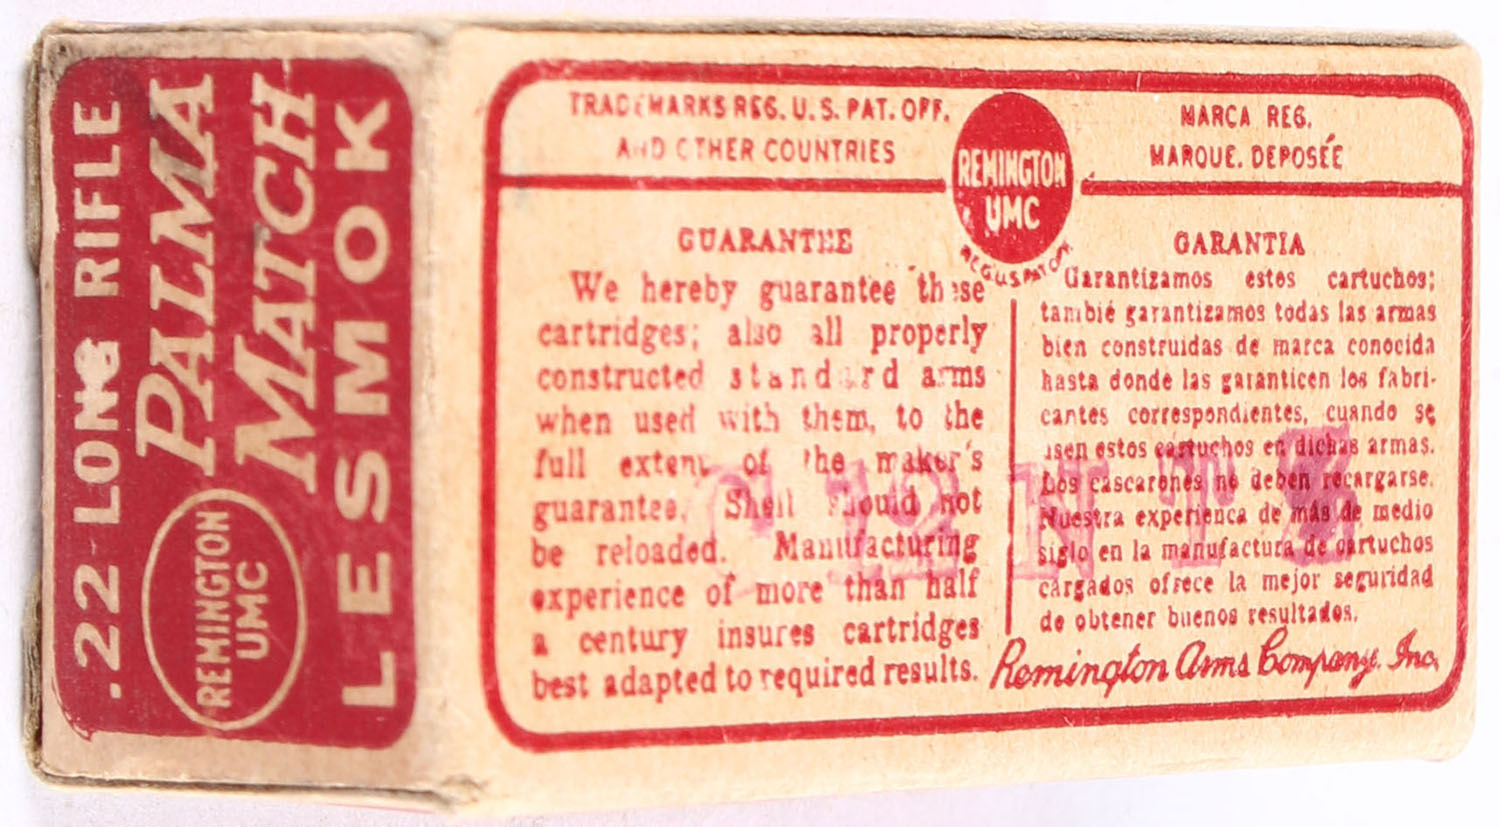 .22 LONG RIFLE
PALMA
MATCH
LESMOK
REMINGTON
UMC
TRADEMARKS REG. U. S. PAT. OFF.
AND OTHER COUNTRIES
REMINGTON
UMC
MARCA REG.
MARQUE. DEPOSÉE
GUARANTEE
We hereby guarantee these
cartridges; also all properly
constructed standard arms
when used with them, to the
full extent of the maker's
guarantee. Shell should not
be reloaded. Manufacturing
experience of more than half
a century insures cartridges
best adapted to required results.
GARANTIA
Garantizamos estos cartuchos;
tambié garantizamos todas las armas
bien construidas de marca conocida
hasta donde las garanticen los fabri-
cantes correspondientes, cuando se
usen estos cartuchos en dichas armas.
Los cascarones no deben recargarse.
Nuestra experienca de más de medio
siglo en la manufactura de cartuchos
cargados ofrece la mejor seguridad
de obtener buenos resultados.
Remington Arms Company, Inc.